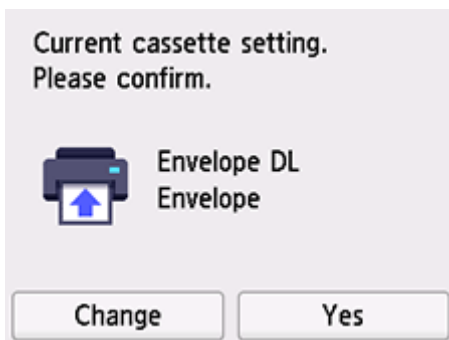 Current cassette setting.
Please confirm.
Envelope DL
Envelope
Change
Yes